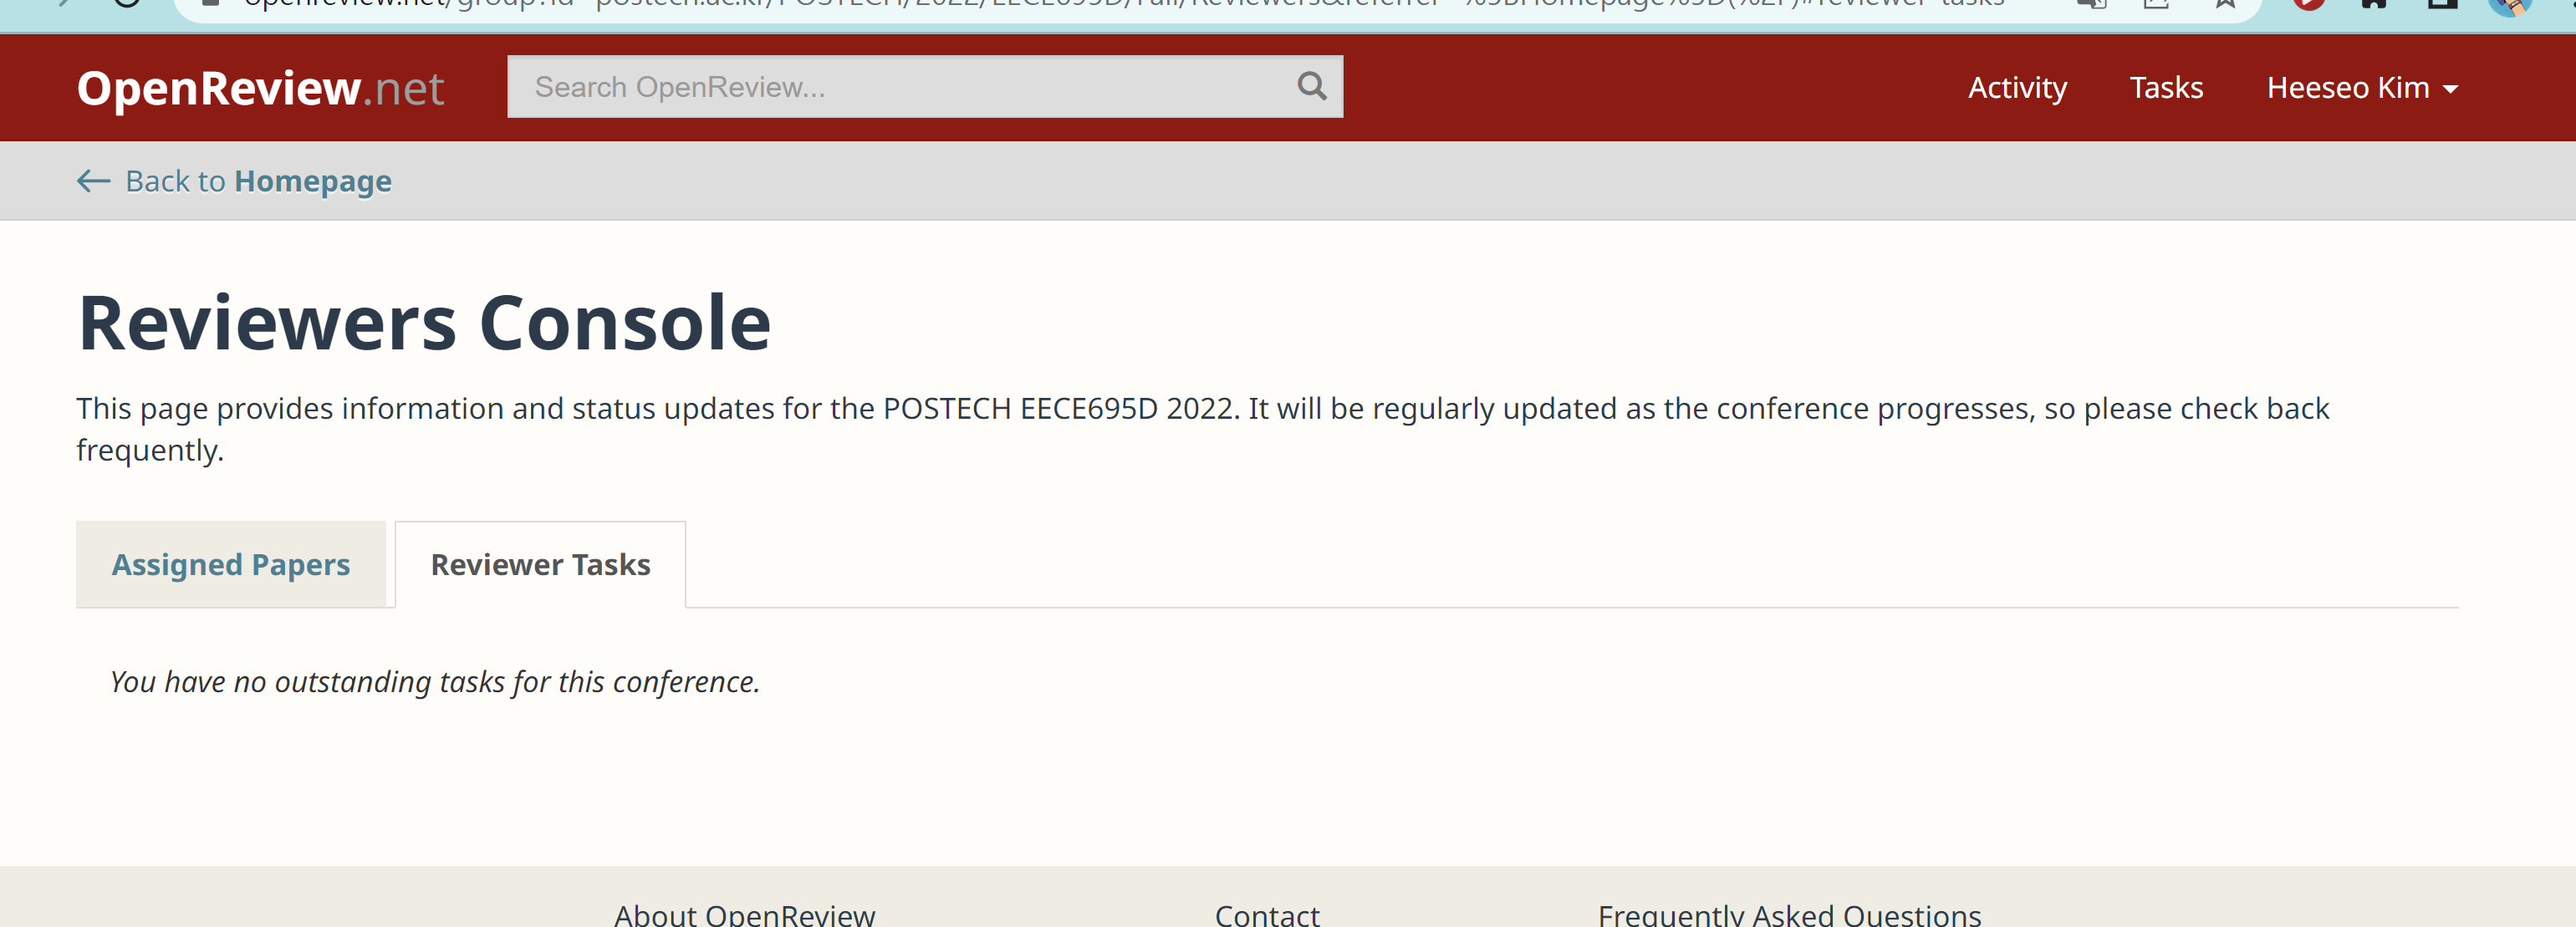 OpenReview.net
Search OpenReview...
Activity
Tasks
Heeseo Kim
← Back to Homepage
Reviewers Console
This page provides information and status updates for the POSTECH EECE695D 2022. It will be regularly updated as the conference progresses, so please check back
frequently.
Assigned Papers
Reviewer Tasks
You have no outstanding tasks for this conference.
About OpenReview
Contact
Frequently Asked Questions